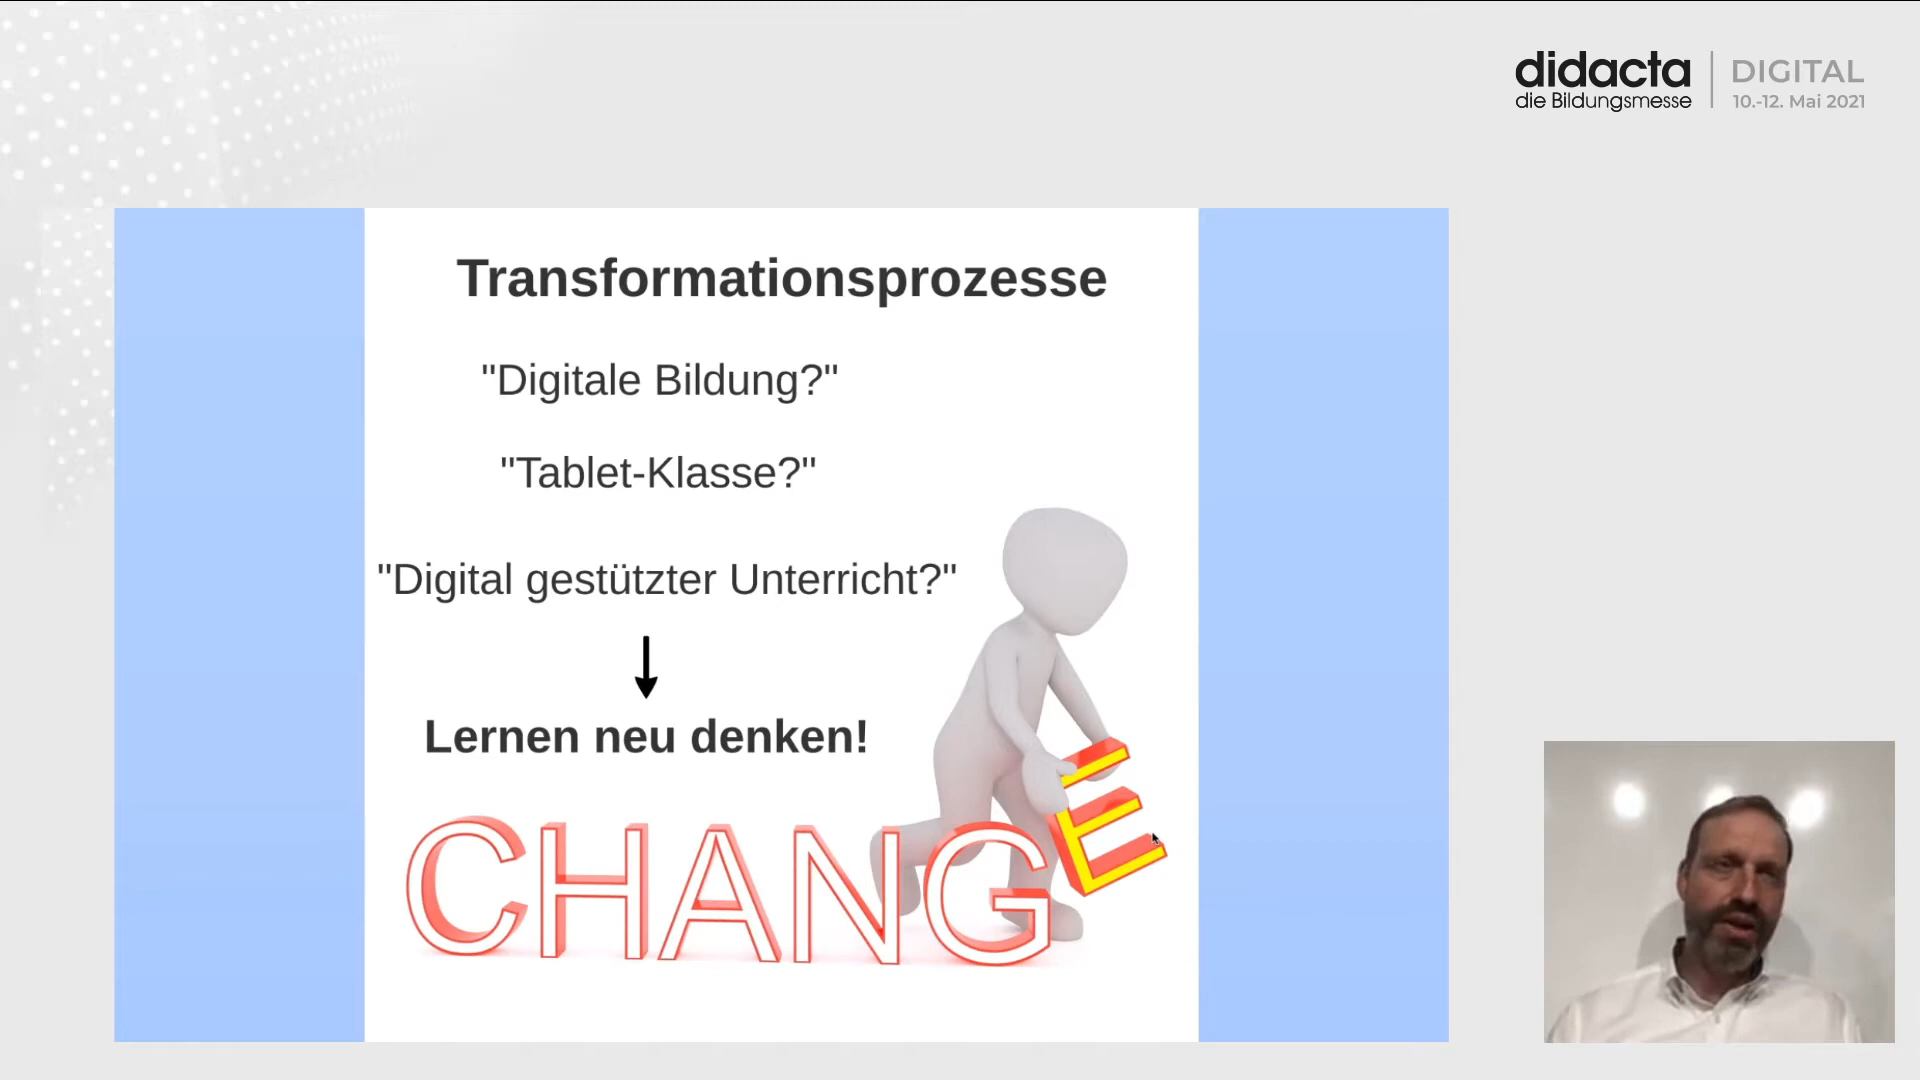 didacta
die Bildungsmesse
DIGITAL
10.-12. Mai 2021
Transformationsprozesse
"Digitale Bildung?"
"Tablet-Klasse?"
"Digital gestützter Unterricht?"
Lernen neu denken!
CHANGE